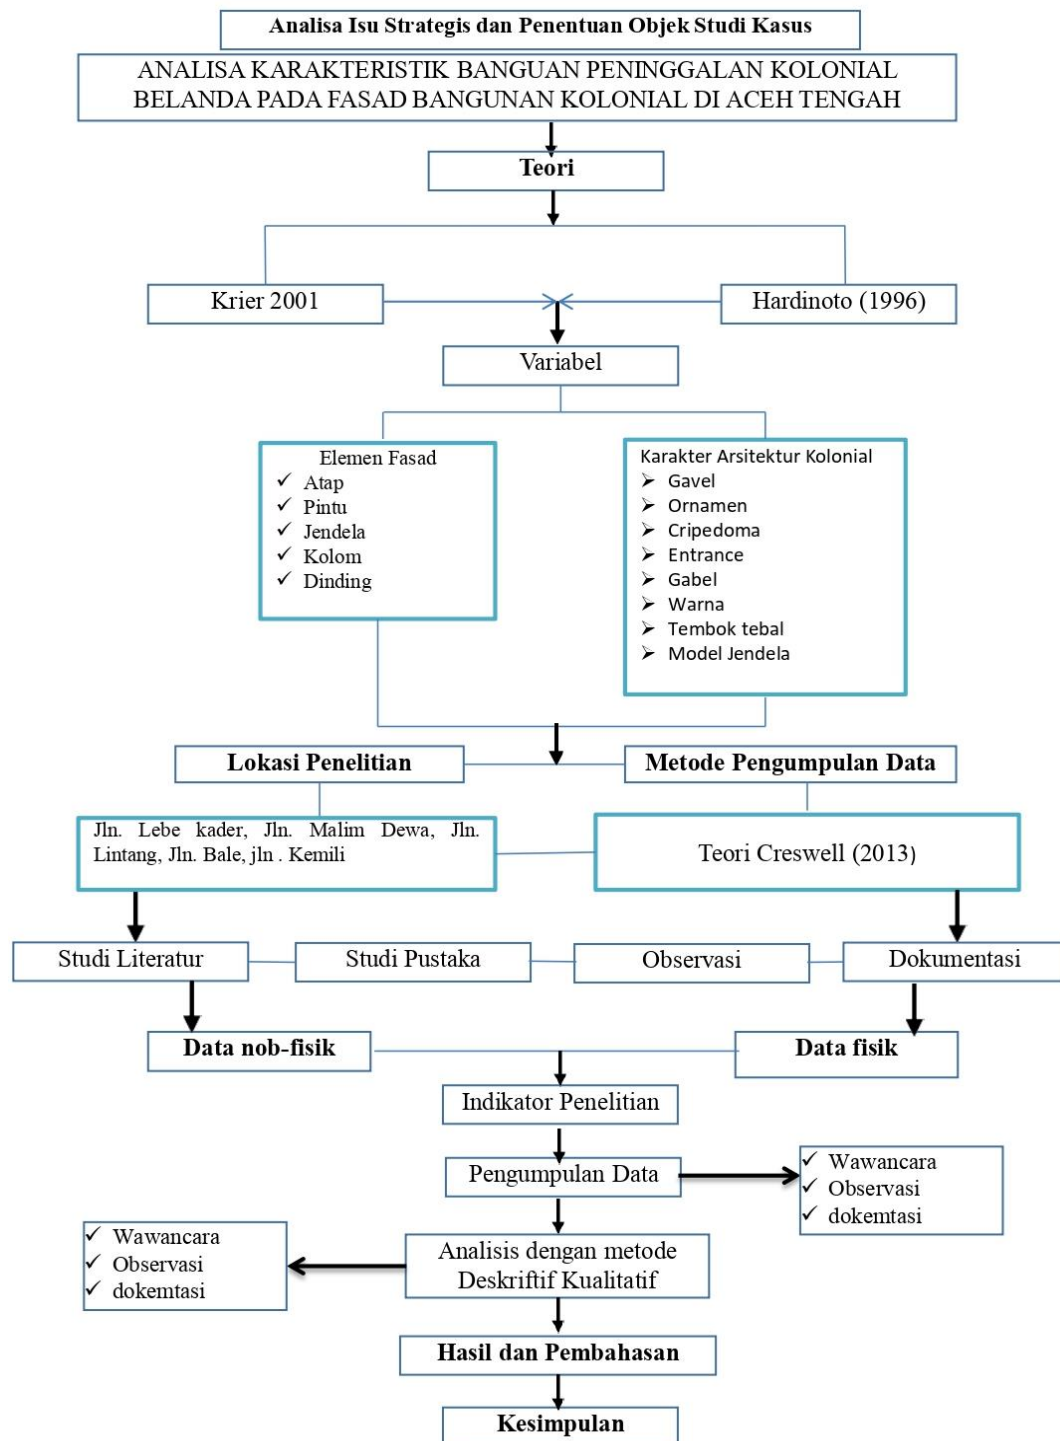 Analisa Isu Strategis dan Penentuan Objek Studi Kasus
ANALISA KARAKTERISTIK BANGUAN PENINGGALAN KOLONIAL
BELANDA PADA FASAD BANGUNAN KOLONIAL DI ACEH TENGAH
Teori
Krier 2001
Hardinoto (1996)
Variabel
Elemen Fasad
✓ Atap
✓ Pintu
✓ Jendela
✓ Kolom
✓ Dinding
Karakter Arsitektur Kolonial
➢ Gavel
➢ Ornamen
➢ Cripedoma
➢ Entrance
➢ Gabel
➢ Warna
➢ Tembok tebal
➢ Model Jendela
Lokasi Penelitian
Metode Pengumpulan Data
Jln. Lebe kader, Jln. Malim Dewa, Jln.
Lintang, Jln. Bale, jln . Kemili
Teori Creswell (2013)
Studi Literatur
Studi Pustaka
Observasi
Dokumentasi
Data nob-fisik
Data fisik
Indikator Penelitian
Pengumpulan Data
✓ Wawancara
✓ Observasi
✓ dokemtasi
Analisis dengan metode
Deskriftif Kualitatif
✓ Wawancara
✓ Observasi
✓ dokemtasi
Hasil dan Pembahasan
Kesimpulan